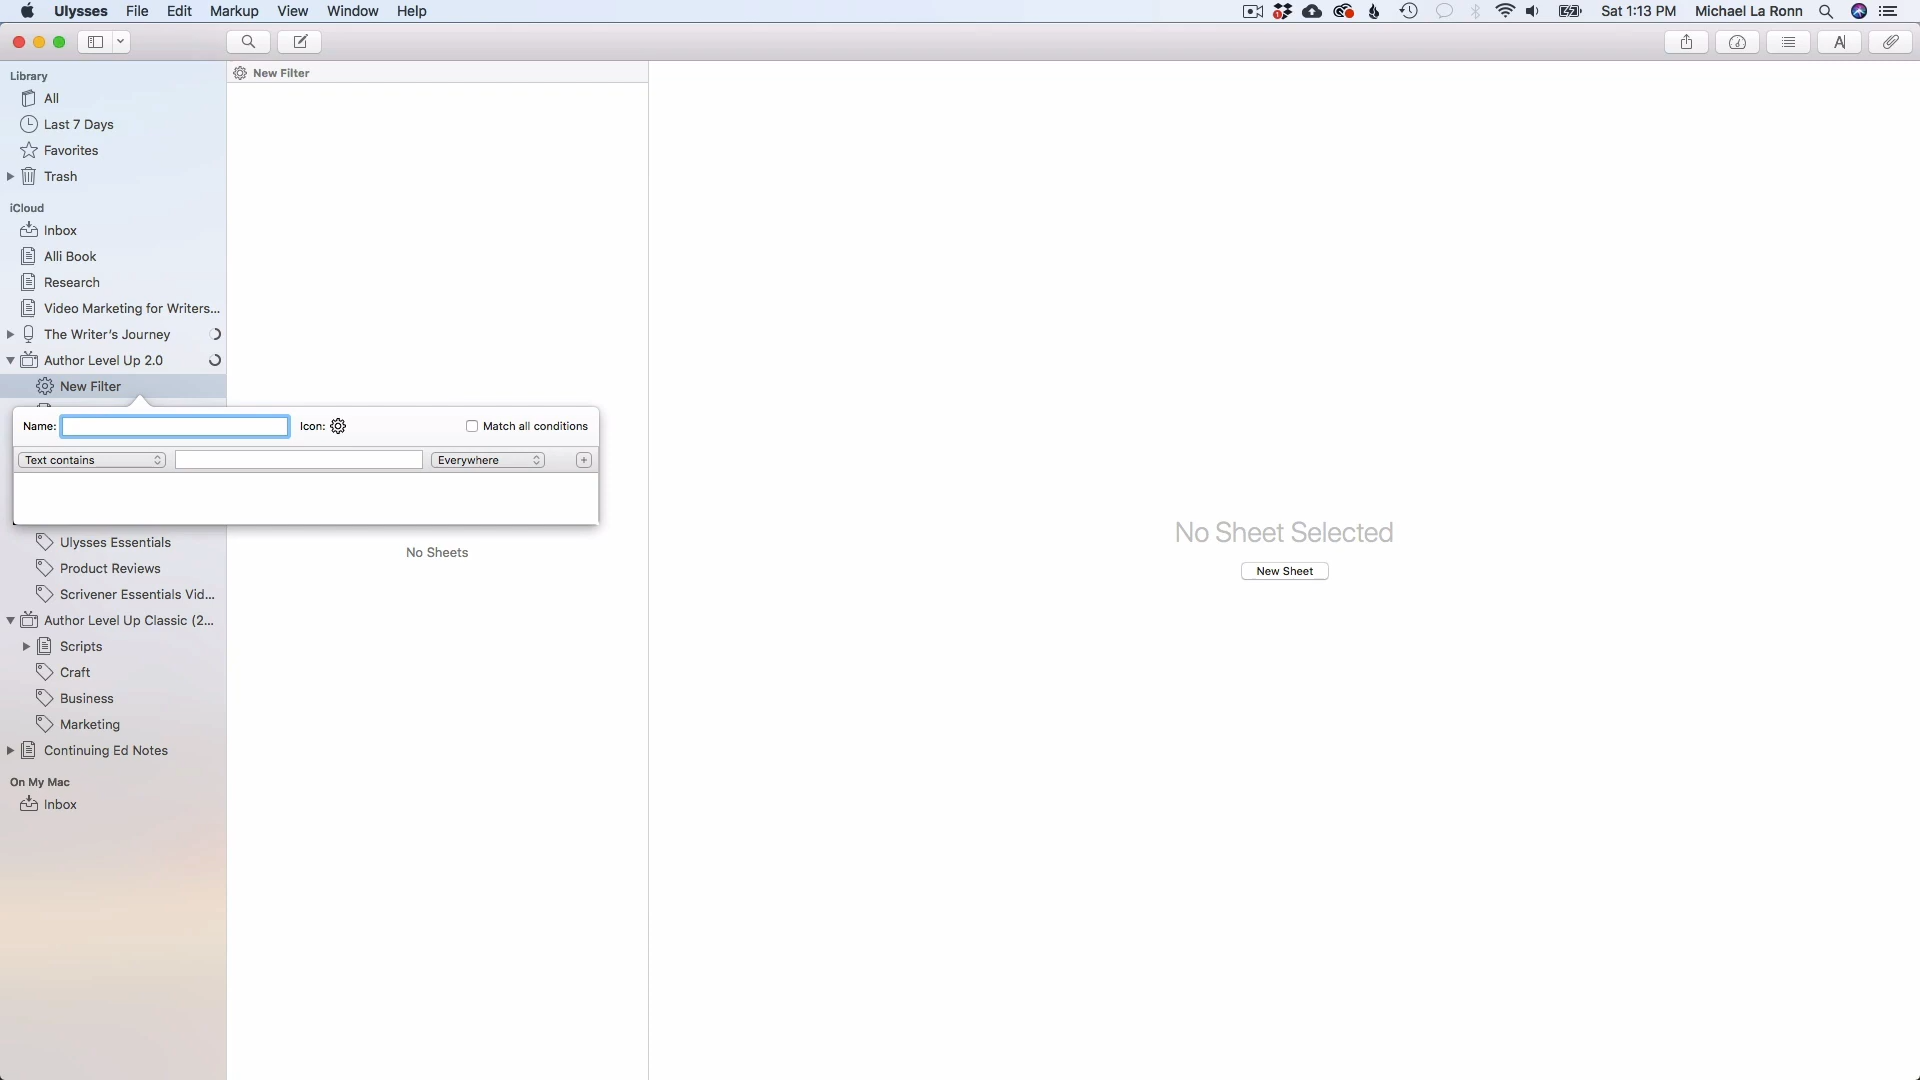 Ulysses File Edit Markup View Window Help
Sat 1:13 PM Michael La Ronn
Library
All
Last 7 Days
Favorites
Trash
iCloud
Inbox
Alli Book
Research
Video Marketing for Writers...
The Writer's Journey
Author Level Up 2.0
New Filter
Ulysses Essentials
Product Reviews
Scrivener Essentials Vid...
Author Level Up Classic (2...
Scripts
Craft
Business
Marketing
Continuing Ed Notes
On My Mac
Inbox
New Filter
Name: Icon: Match all conditions
Text contains Everywhere
No Sheets
No Sheet Selected
New Sheet